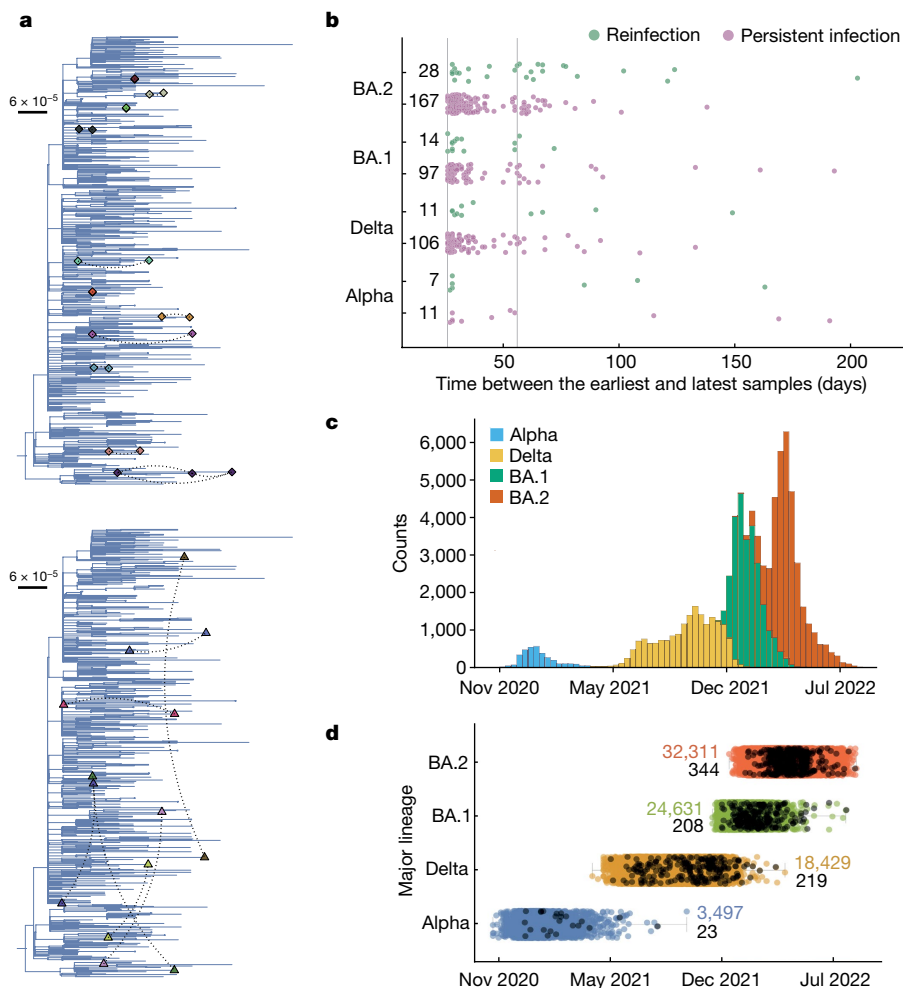 a
6 × 10⁻⁵
6 × 10⁻⁵
b
Reinfection
Persistent infection
BA.2
28
167
BA.1
14
97
Delta
11
106
Alpha
7
11
50
100
150
200
Time between the earliest and latest samples (days)
c
Alpha
Delta
BA.1
BA.2
Counts
6,000
5,000
4,000
3,000
2,000
1,000
0
Nov 2020
May 2021
Dec 2021
Jul 2022
d
Major lineage
BA.2
32,311
344
BA.1
24,631
208
Delta
18,429
219
Alpha
3,497
23
Nov 2020
May 2021
Dec 2021
Jul 2022